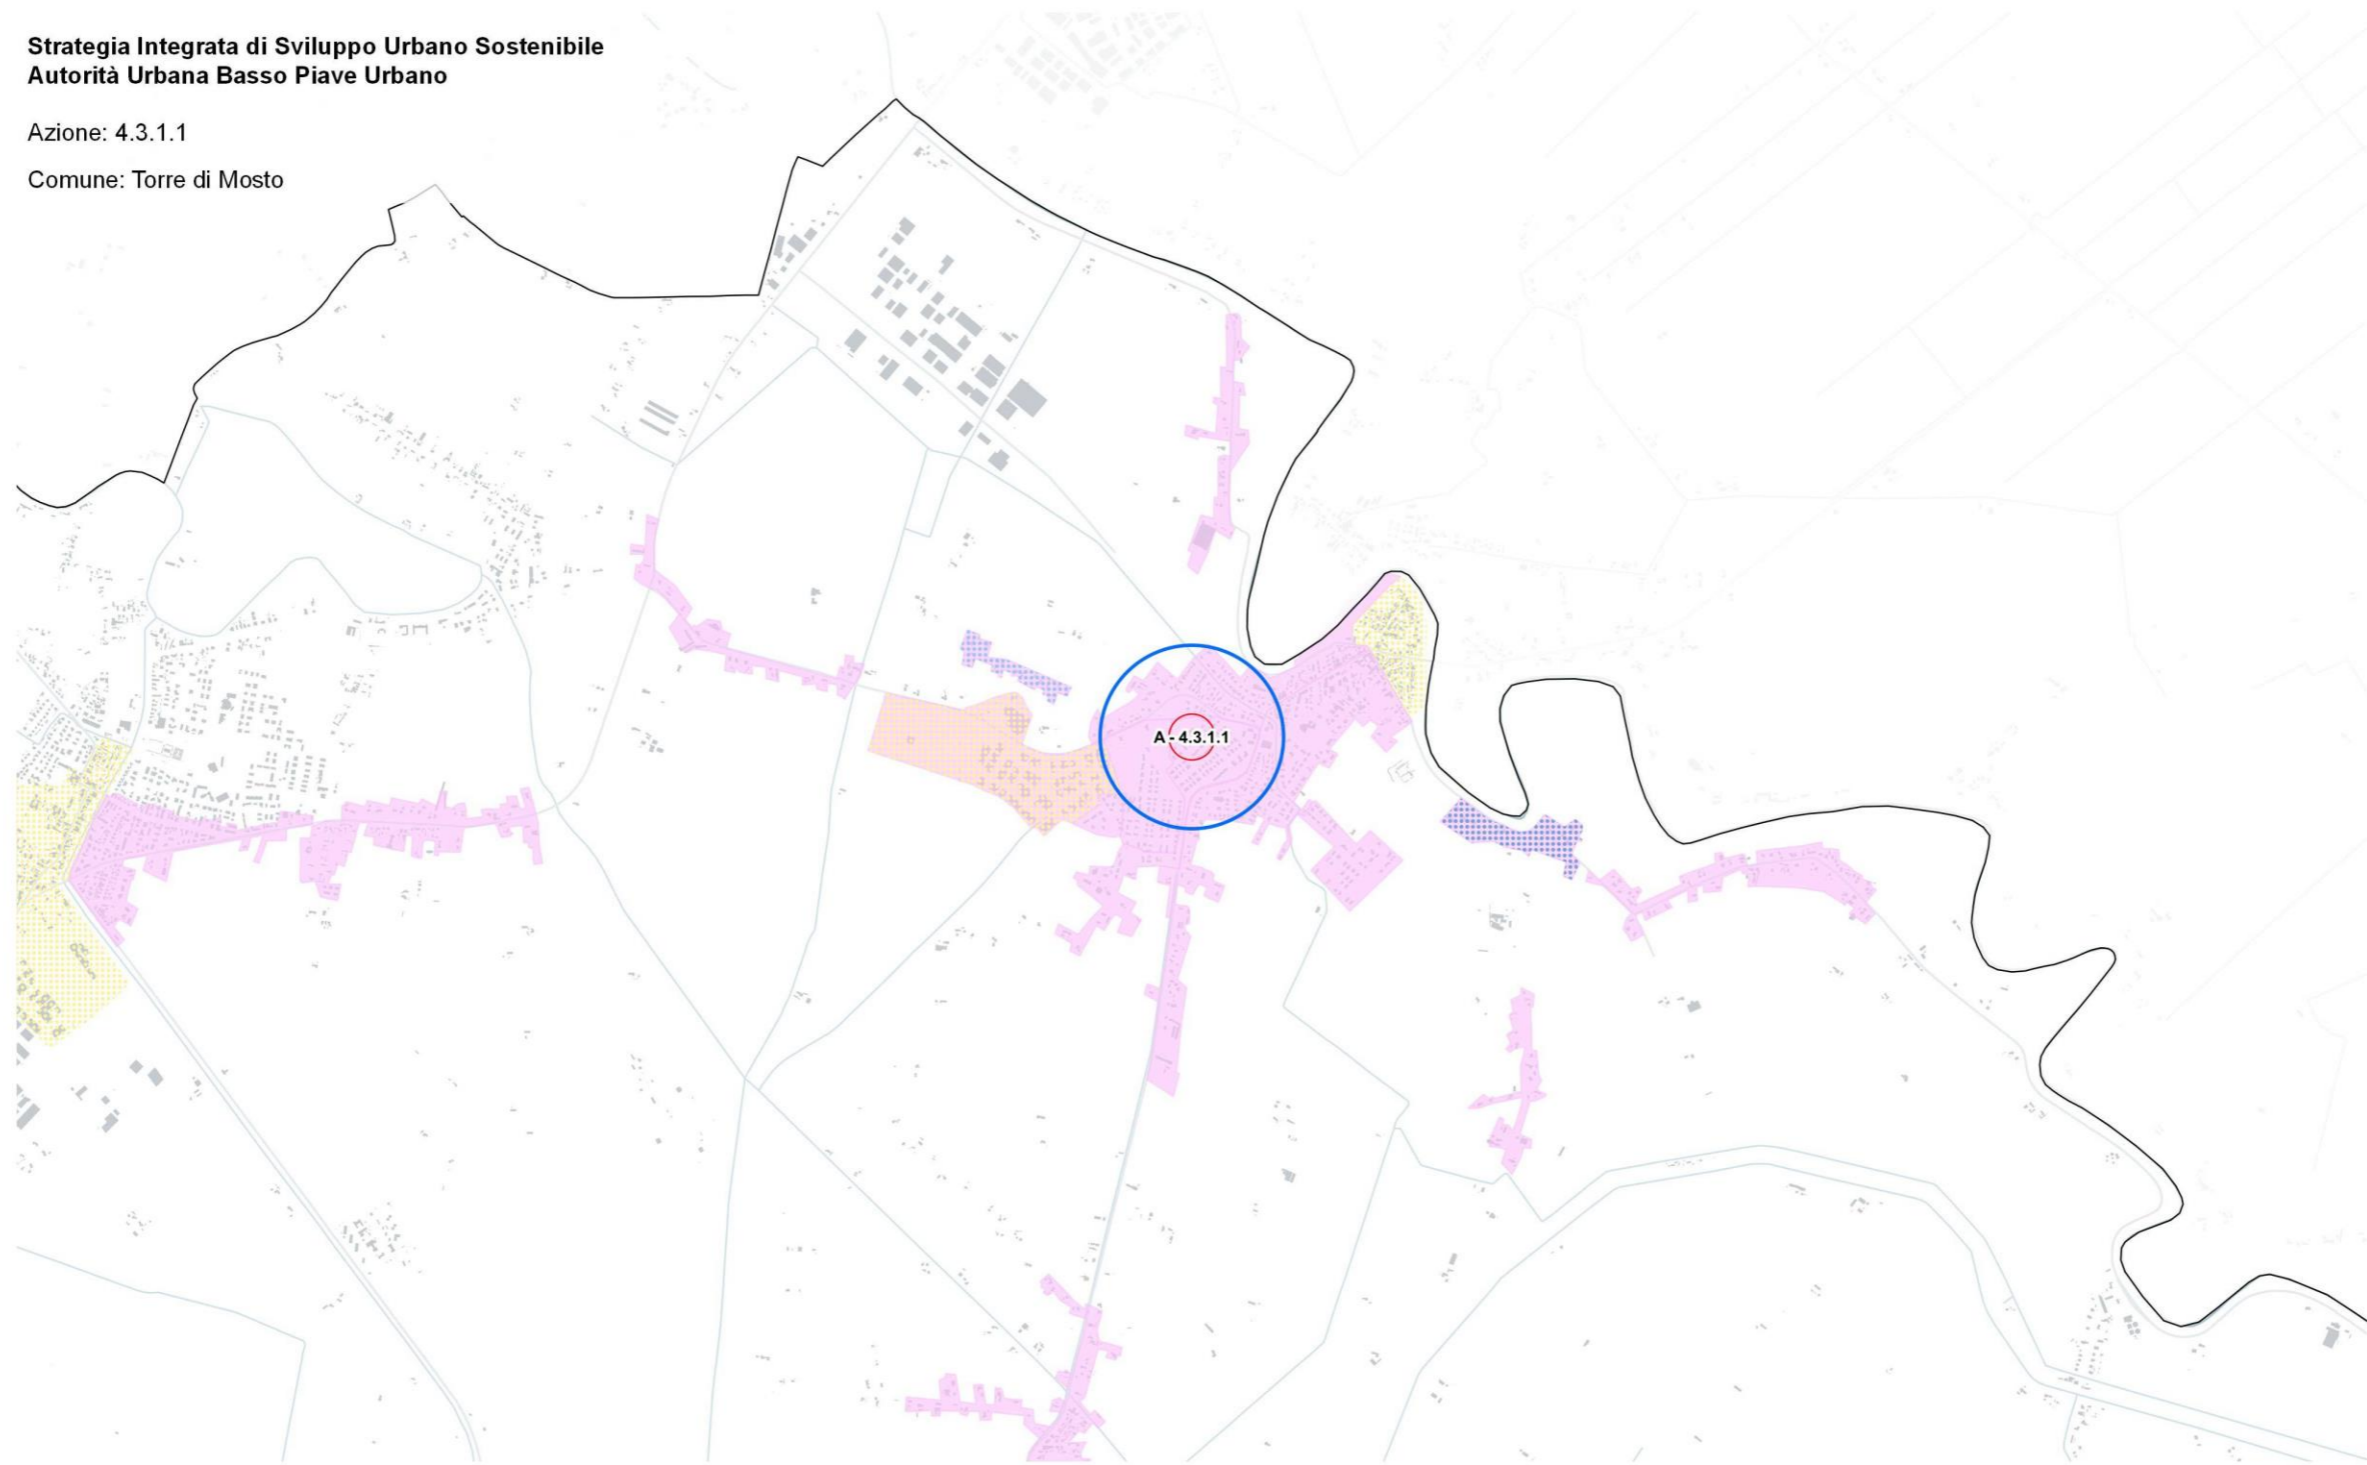 Strategia Integrata di Sviluppo Urbano Sostenibile
Autorità Urbana Basso Piave Urbano
Azione: 4.3.1.1
Comune: Torre di Mosto
A - 4.3.1.1